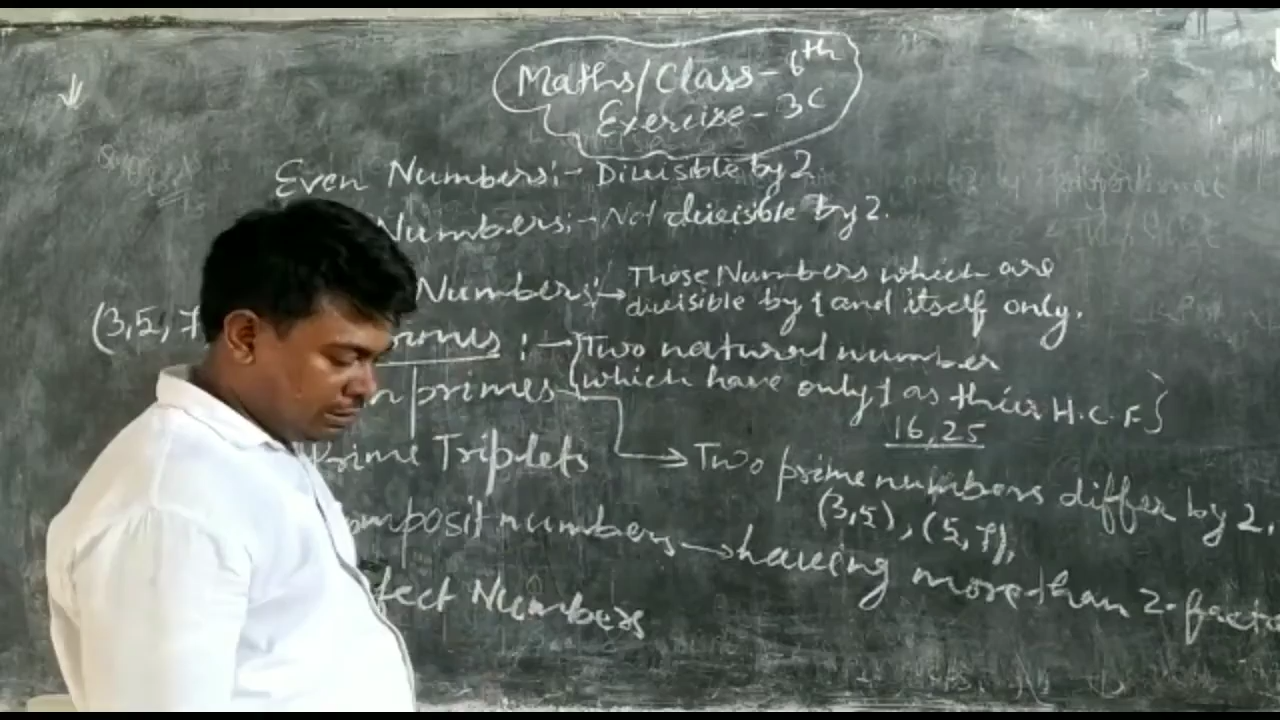 Maths/Class-6th
Exercise-3C
Even Numbers:- Divisible by 2
Numbers:- Not divisible by 2.
Numbers:→ Those Numbers which are
divisible by 1 and itself only.
(3,5,7
:- Two natural number
which have only 1 as their H.C.F}
16,25
primes
Prime Triplets
Two prime numbers differ by 2.
(3,5), (5,7),
omposit numbers → having more than 2 facto
fect Numbers